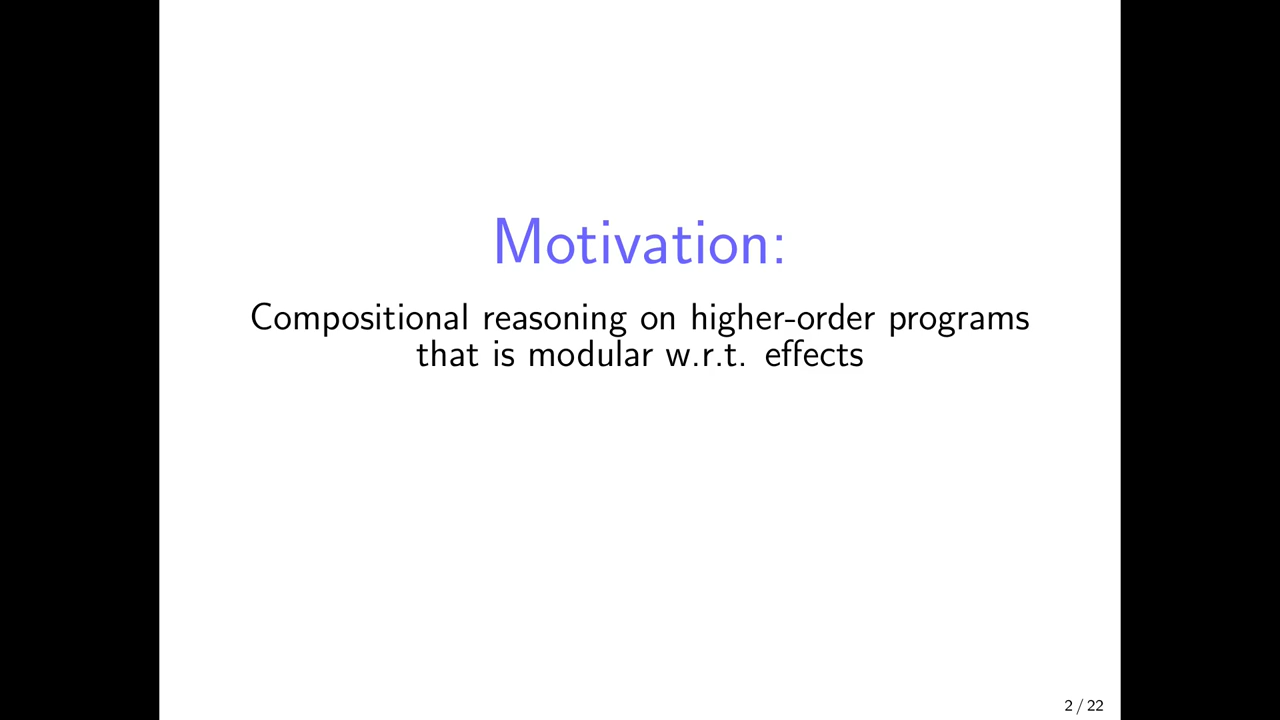 Motivation:
Compositional reasoning on higher-order programs
that is modular w.r.t. effects
2 / 22